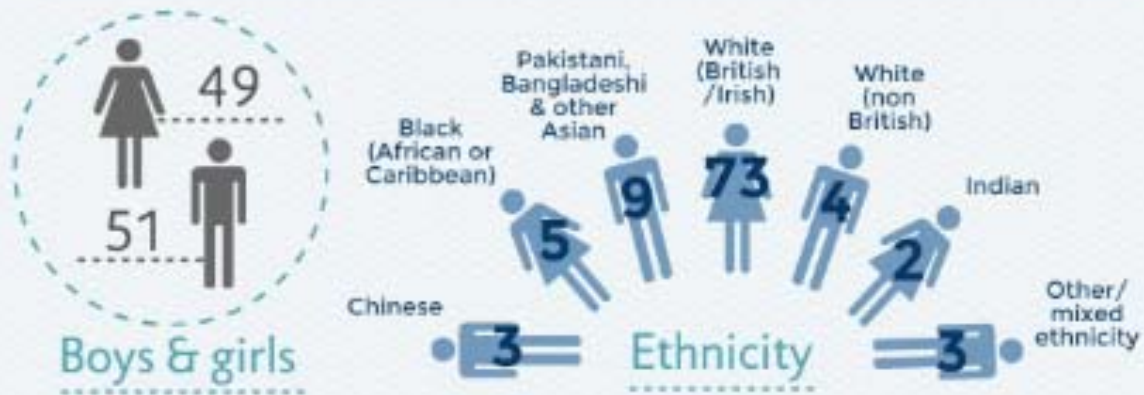 49
51
Boys & girls
Chinese
3
Black
(African or
Caribbean)
5
Pakistani,
Bangladeshi
& other
Asian
9
White
(British
/Irish)
73
White
(non
British)
4
Indian
2
Other/
mixed
ethnicity
3
Ethnicity